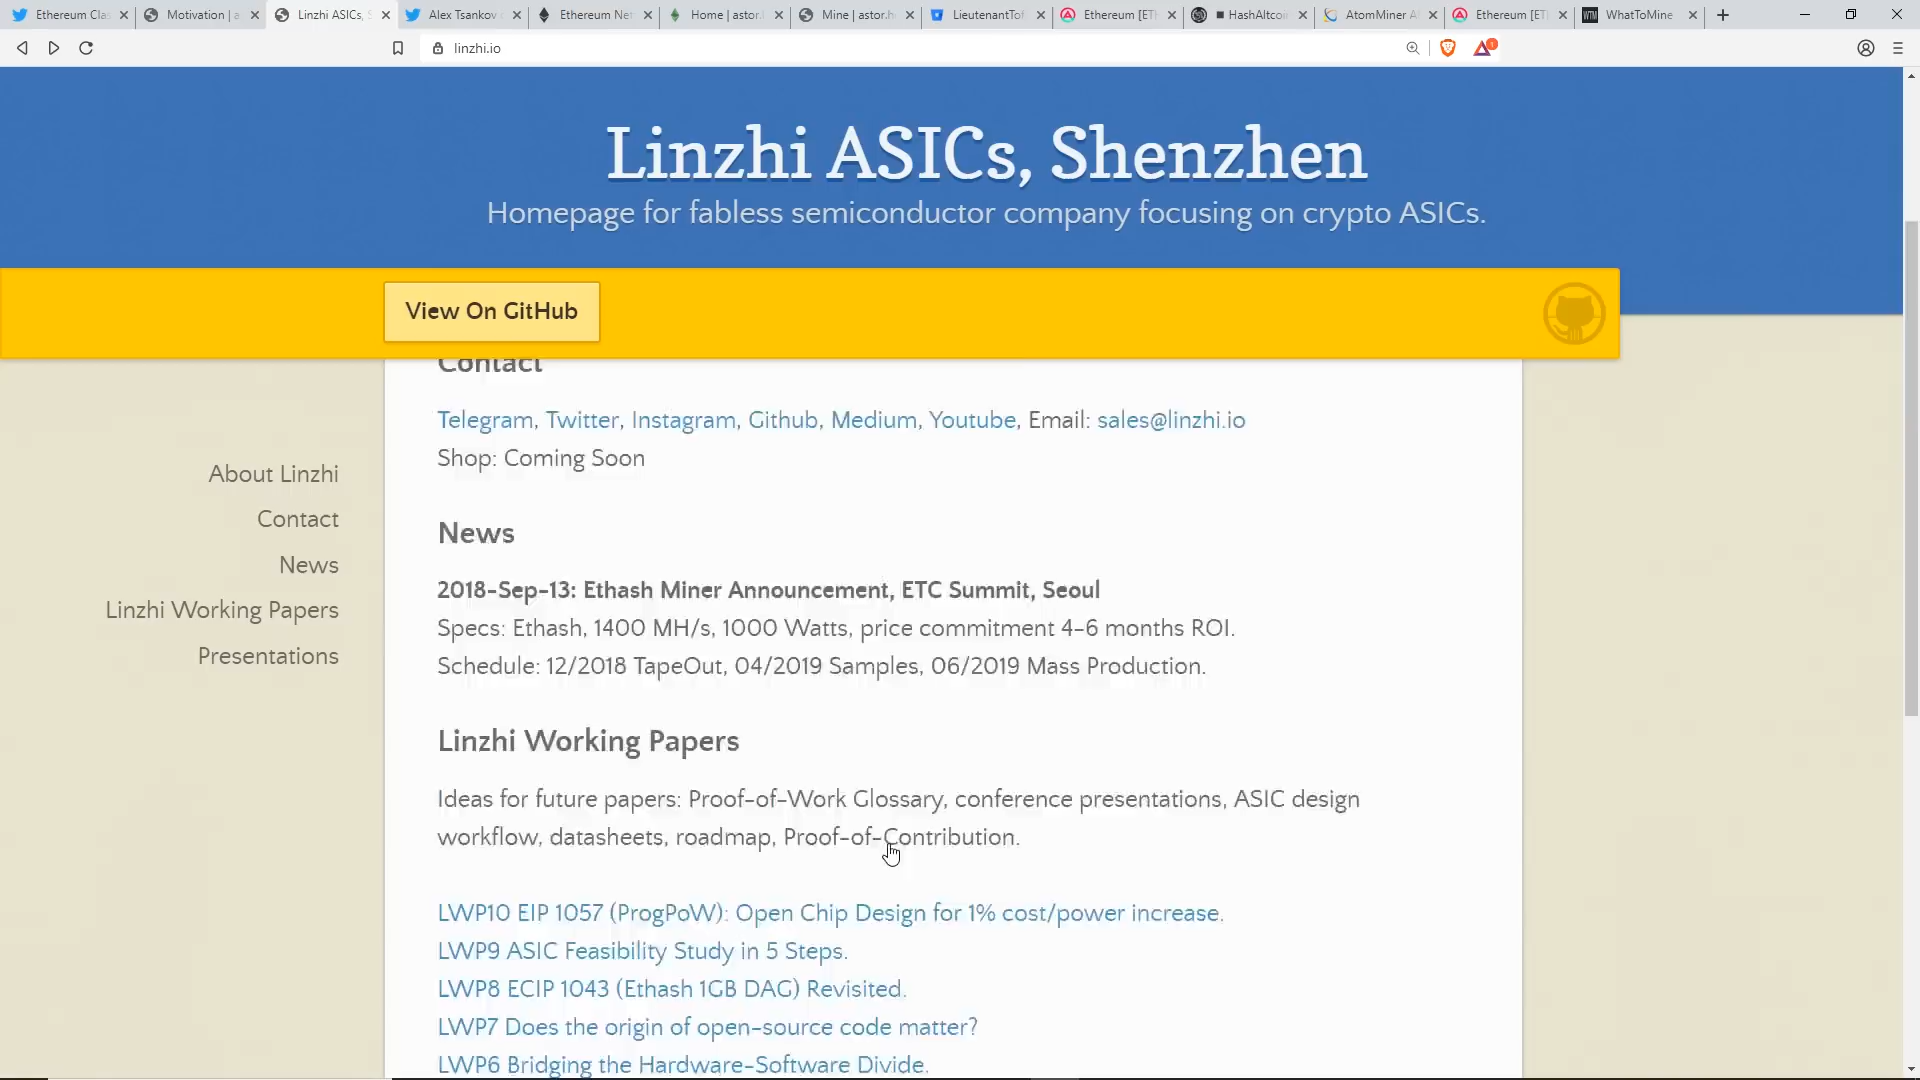 Ethereum Cla
Motivation | a
Linzhi ASICs, S
Alex Tsankov
Ethereum Ne
Home | astor.
Mine | astor.h
LieutenantTof
Ethereum [ET
HashAltcoi
AtomMiner A
Ethereum [ET
WTM
WhatToMine
linzhi.io
1
Linzhi ASICs, Shenzhen
Homepage for fabless semiconductor company focusing on crypto ASICs.
View On GitHub
About Linzhi
Contact
News
Linzhi Working Papers
Presentations
Contact
Telegram, Twitter, Instagram, Github, Medium, Youtube, Email: sales@linzhi.io
Shop: Coming Soon
News
2018-Sep-13: Ethash Miner Announcement, ETC Summit, Seoul
Specs: Ethash, 1400 MH/s, 1000 Watts, price commitment 4-6 months ROI.
Schedule: 12/2018 TapeOut, 04/2019 Samples, 06/2019 Mass Production.
Linzhi Working Papers
Ideas for future papers: Proof-of-Work Glossary, conference presentations, ASIC design
workflow, datasheets, roadmap, Proof-of-Contribution.
LWP10 EIP 1057 (ProgPoW): Open Chip Design for 1% cost/power increase.
LWP9 ASIC Feasibility Study in 5 Steps.
LWP8 ECIP 1043 (Ethash 1GB DAG) Revisited.
LWP7 Does the origin of open-source code matter?
LWP6 Bridging the Hardware-Software Divide.